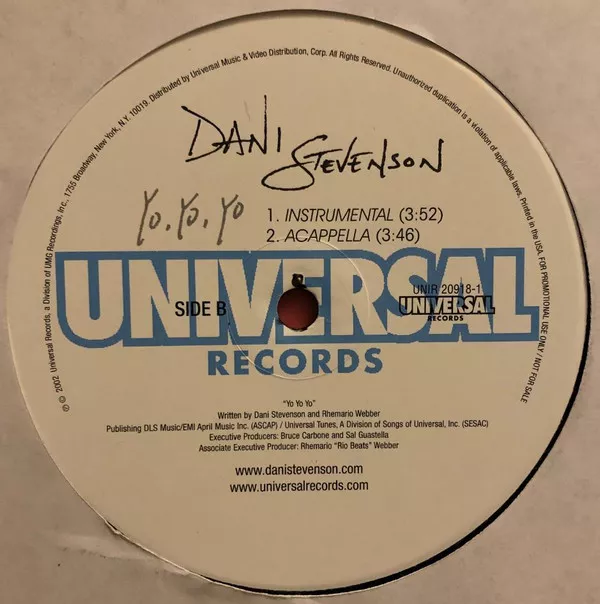 ℗ © 2002 Universal Records, a Division of UMG Recordings, Inc., 1755 Broadway, New York, N.Y. 10019. Distributed by Universal Music & Video Distribution, Corp. All Rights Reserved. Unauthorized duplication is a violation of applicable laws. Printed in the USA. FOR PROMOTIONAL USE ONLY / NOT FOR SALE
DANI STEVENSON
Yo, Yo, Yo
1. INSTRUMENTAL (3:52)
2. ACAPPELLA (3:46)
UNIVERSAL
RECORDS
SIDE B
UNIR 20918-1
UNIVERSAL
RECORDS
"Yo Yo Yo"
Written by Dani Stevenson and Rhemario Webber
Publishing DLS Music/EMI April Music Inc. (ASCAP) / Universal Tunes, A Division of Songs of Universal, Inc. (SESAC)
Executive Producers: Bruce Carbone and Sal Guastella
Associate Executive Producer: Rhemario "Rio Beats" Webber
www.danistevenson.com
www.universalrecords.com